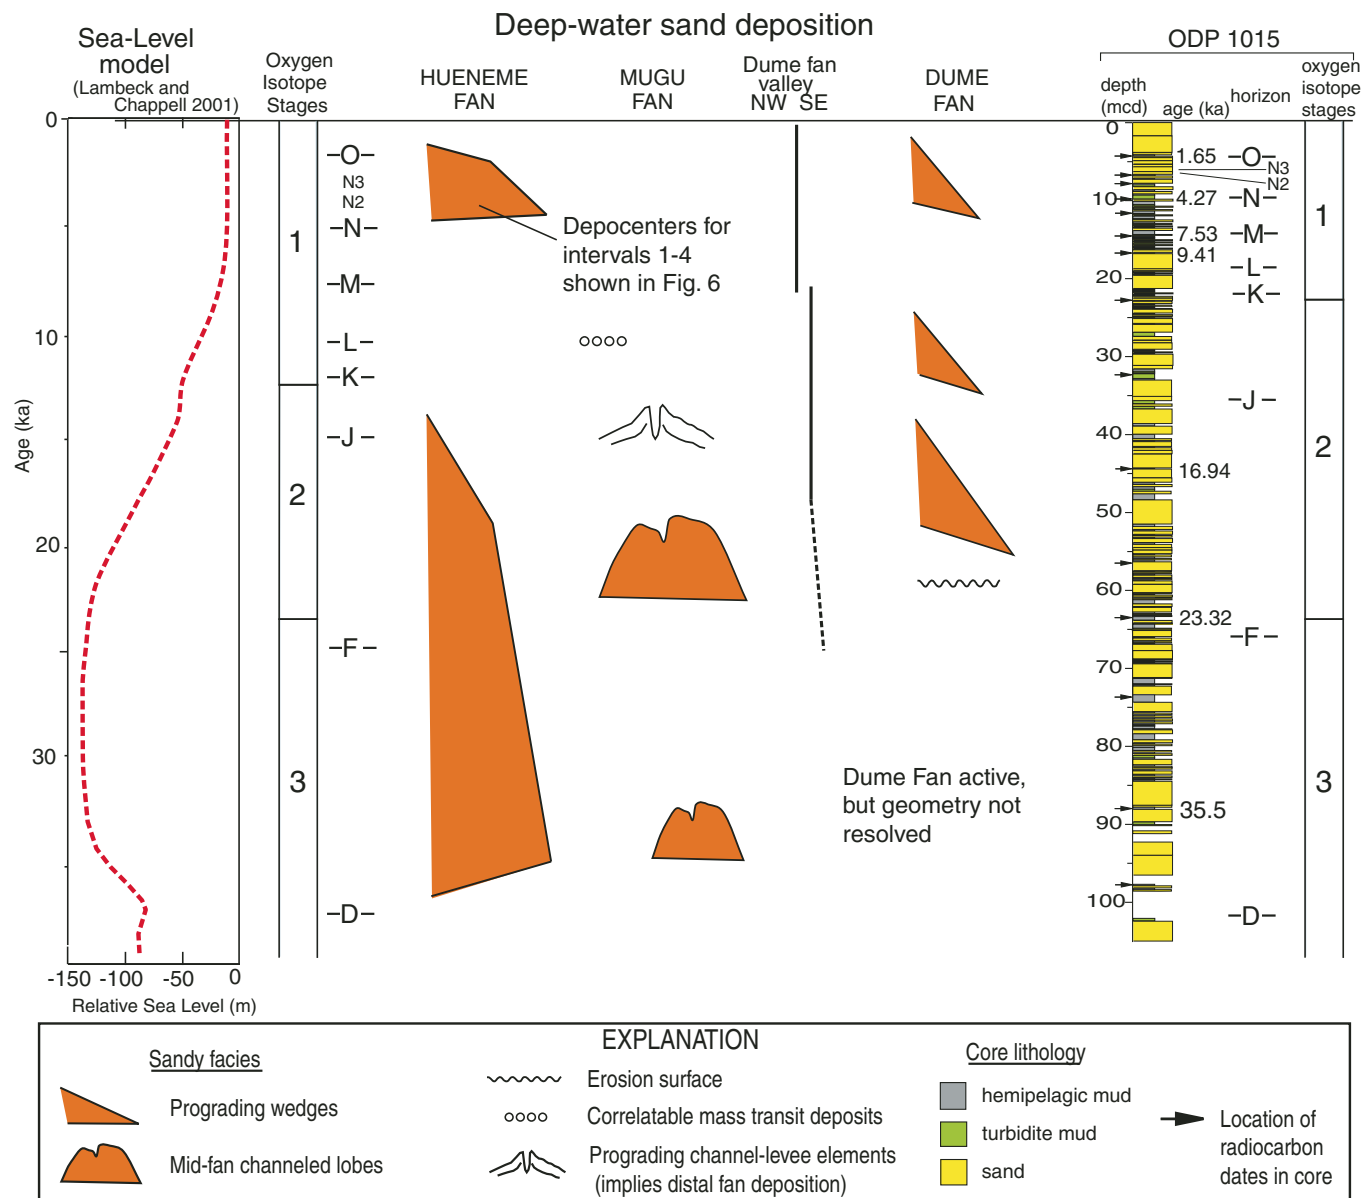 Deep-water sand deposition
Sea-Level
model
(Lambeck and
Chappell 2001)
Oxygen
Isotope
Stages
HUENEME
FAN
MUGU
FAN
Dume fan
valley
NW SE
DUME
FAN
ODP 1015
depth
(mcd)
age (ka)
horizon
oxygen
isotope
stages
0
10
20
30
Age (ka)
-150 -100 -50 0
Relative Sea Level (m)
1
2
3
O
N3
N2
N
M
L
K
J
F
D
Depocenters for
intervals 1-4
shown in Fig. 6
Dume Fan active,
but geometry not
resolved
0
10
20
30
40
50
60
70
80
90
100
1.65
4.27
7.53
9.41
16.94
23.32
35.5
O
N3
N2
N
M
L
K
J
F
D
1
2
3
EXPLANATION
Sandy facies
Prograding wedges
Mid-fan channeled lobes
Erosion surface
Correlatable mass transit deposits
Prograding channel-levee elements
(implies distal fan deposition)
Core lithology
hemipelagic mud
turbidite mud
sand
Location of
radiocarbon
dates in core